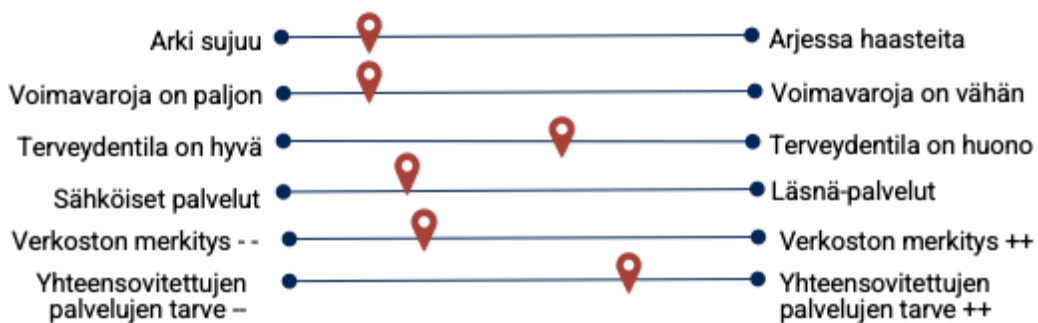 Arki sujuu Arjessa haasteita
Voimavaroja on paljon Voimavaroja on vähän
Terveydentila on hyvä Terveydentila on huono
Sähköiset palvelut Läsnä-palvelut
Verkoston merkitys - - Verkoston merkitys ++
Yhteensovitettujen Yhteensovitettujen
palvelujen tarve -- palvelujen tarve ++